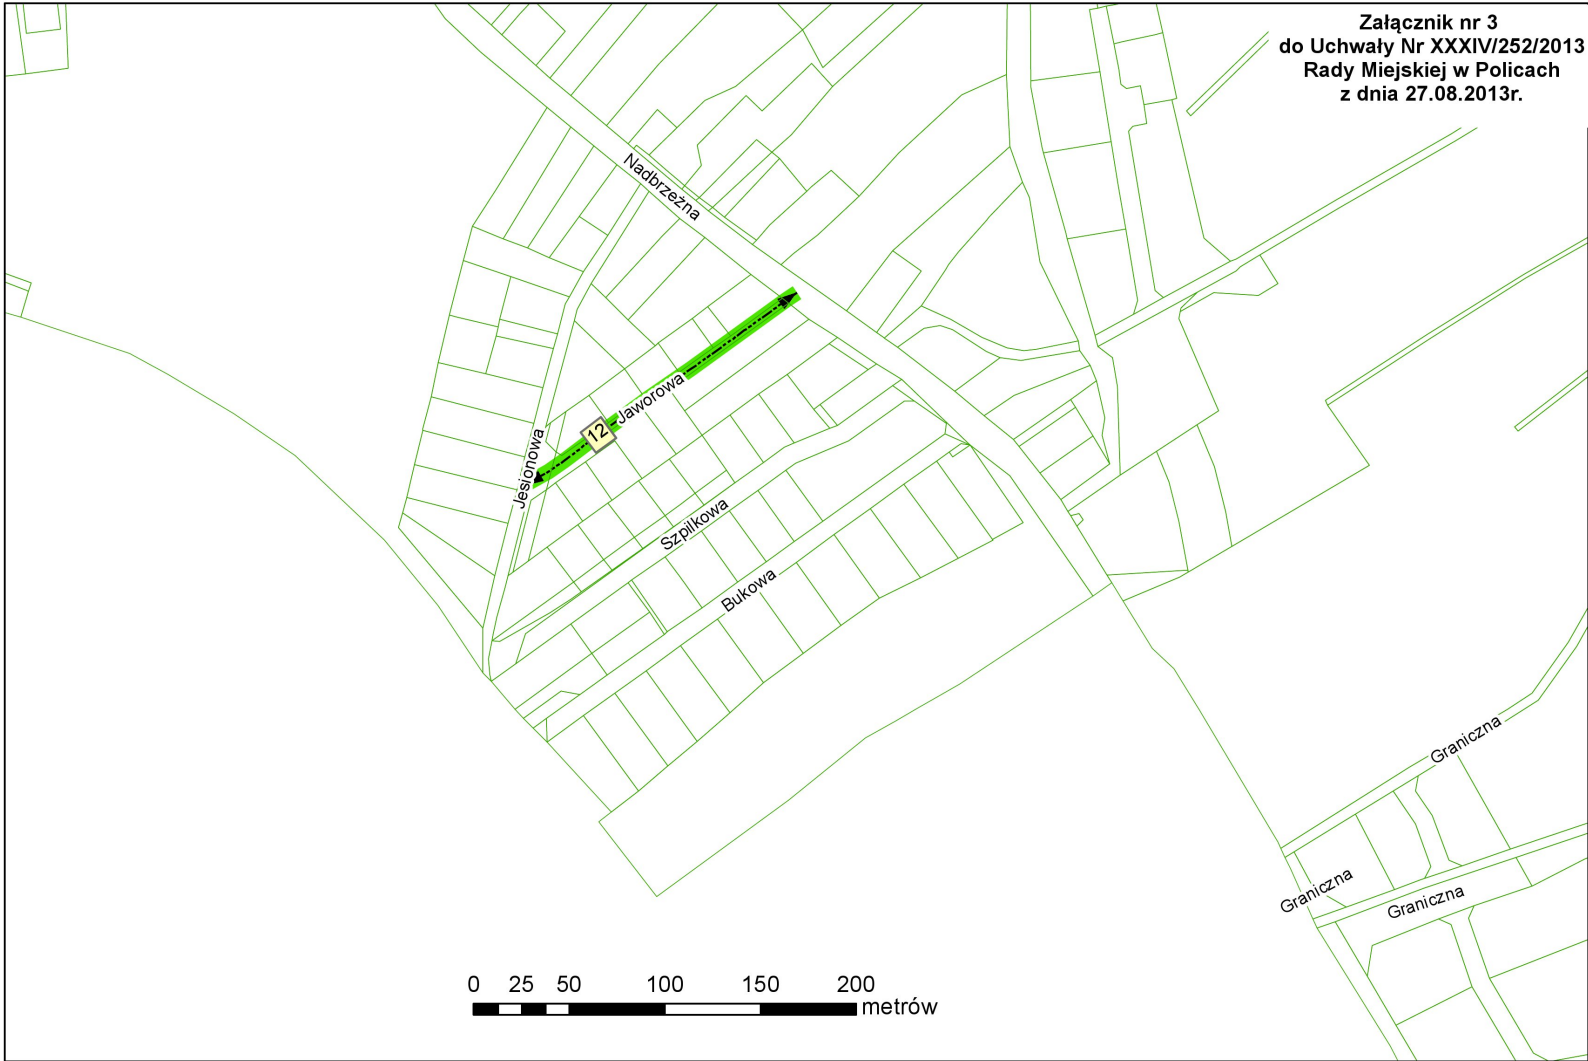 Załącznik nr 3
do Uchwały Nr XXXIV/252/2013
Rady Miejskiej w Policach
z dnia 27.08.2013r.
Nadbrzeżna
Jaworowa
12
Jesionowa
Szpilkowa
Bukowa
Graniczna
Graniczna
Graniczna
0 25 50 100 150 200
metrów